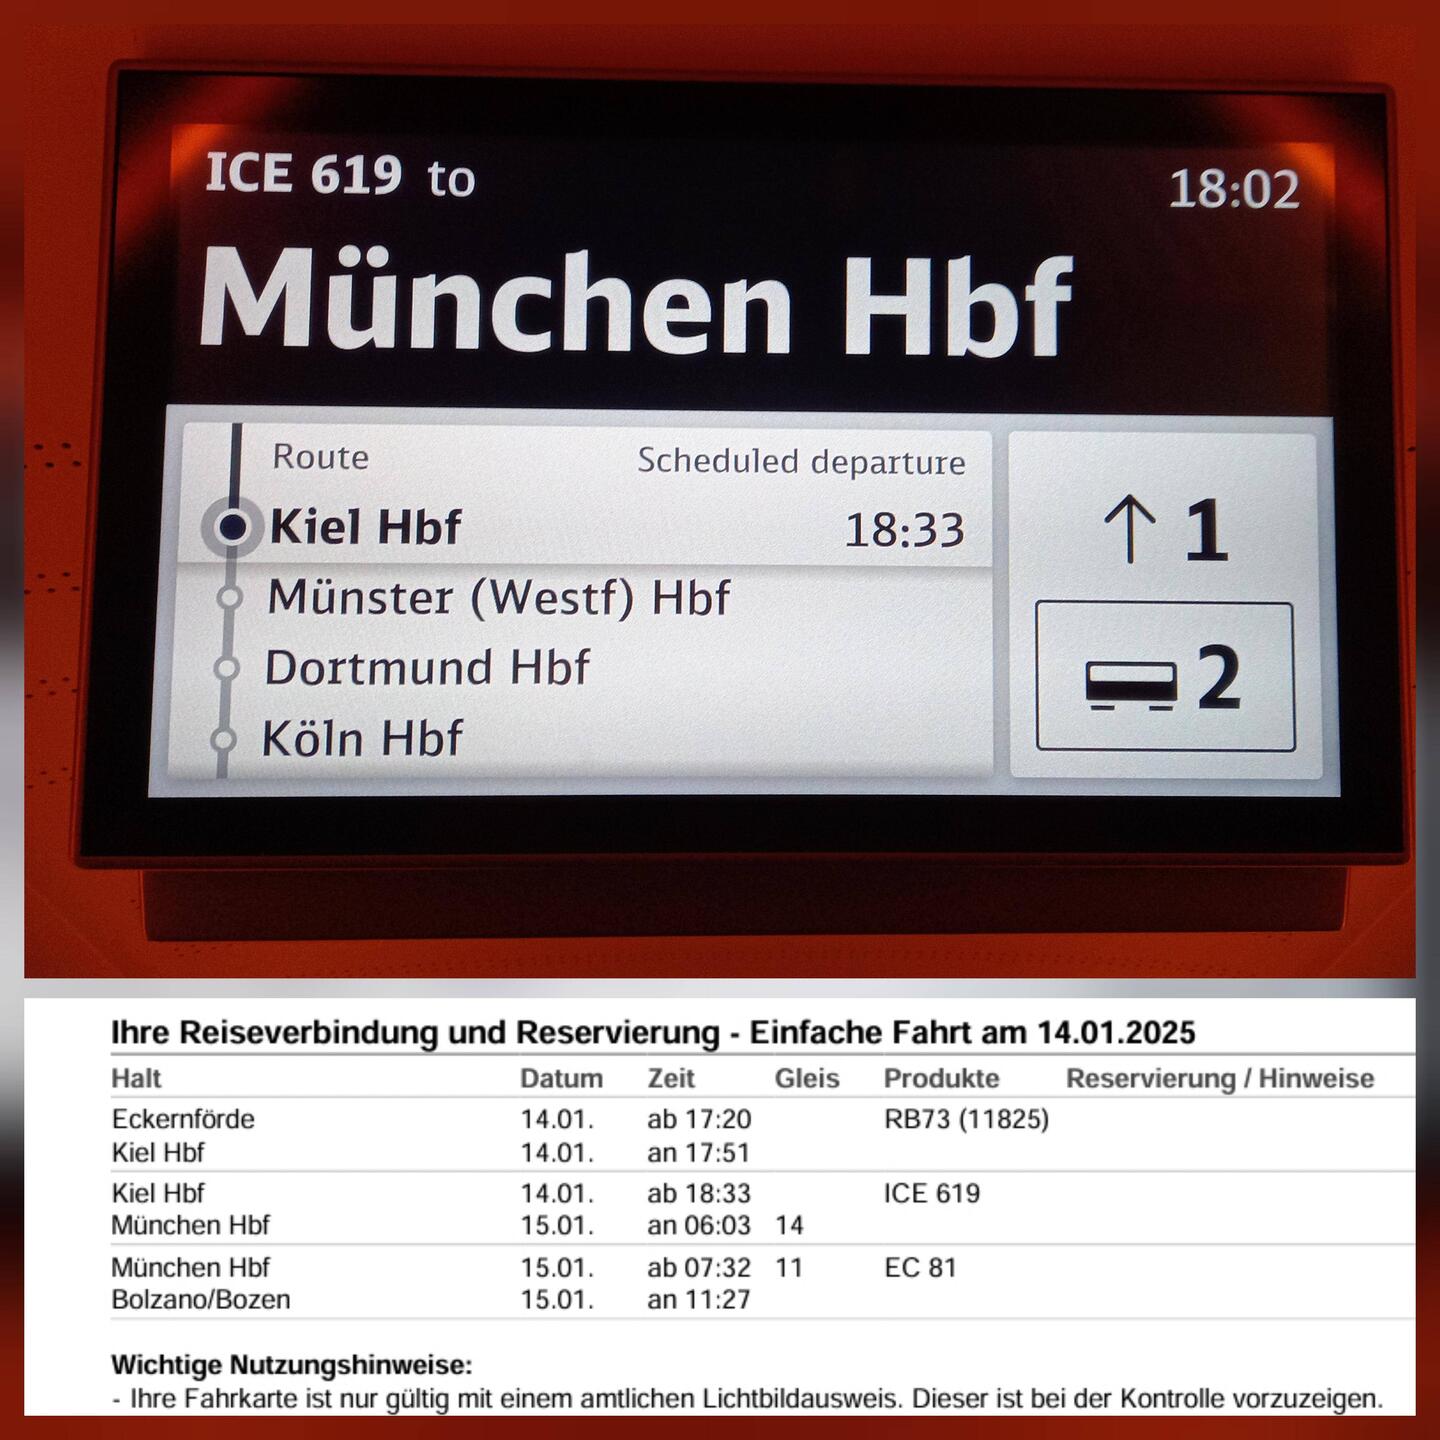 ICE 619 to
18:02
München Hbf
Route
Scheduled departure
Kiel Hbf
18:33
Münster (Westf) Hbf
Dortmund Hbf
Köln Hbf
↑ 1
2
Ihre Reiseverbindung und Reservierung - Einfache Fahrt am 14.01.2025
Halt Datum Zeit Gleis Produkte Reservierung / Hinweise
Eckernförde 14.01. ab 17:20 RB73 (11825)
Kiel Hbf 14.01. an 17:51
Kiel Hbf 14.01. ab 18:33 ICE 619
München Hbf 15.01. an 06:03 14
München Hbf 15.01. ab 07:32 11 EC 81
Bolzano/Bozen 15.01. an 11:27
Wichtige Nutzungshinweise:
- Ihre Fahrkarte ist nur gültig mit einem amtlichen Lichtbildausweis. Dieser ist bei der Kontrolle vorzuzeigen.